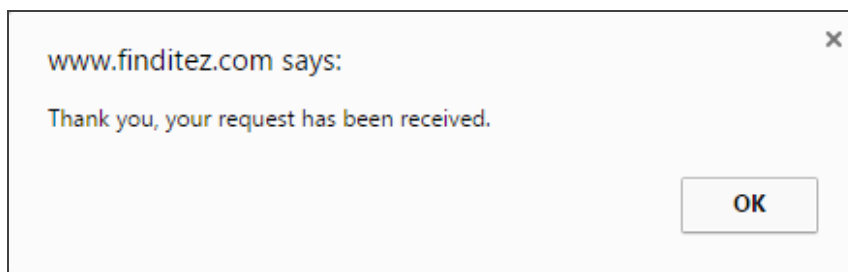 www.finditez.com says:
Thank you, your request has been received.
OK